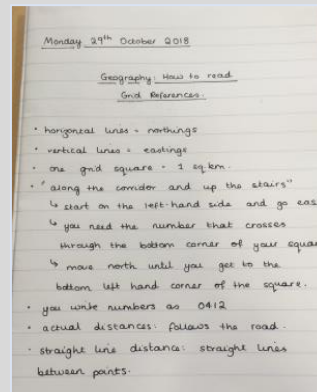 Monday 29th October 2018
Geography: How to read
Grid References.
• horizontal lines = northings
• vertical lines = eastings
• one grid square = 1 sq km.
• "along the corridor and up the stairs"
↳ start on the left-hand side and go eas
↳ you need the number that crosses
through the bottom corner of your squar
↳ move north until you get to the
bottom left hand corner of the square.
• you write numbers as 0412
• actual distances: follows the road.
• straight line distance: straight lines
between points.